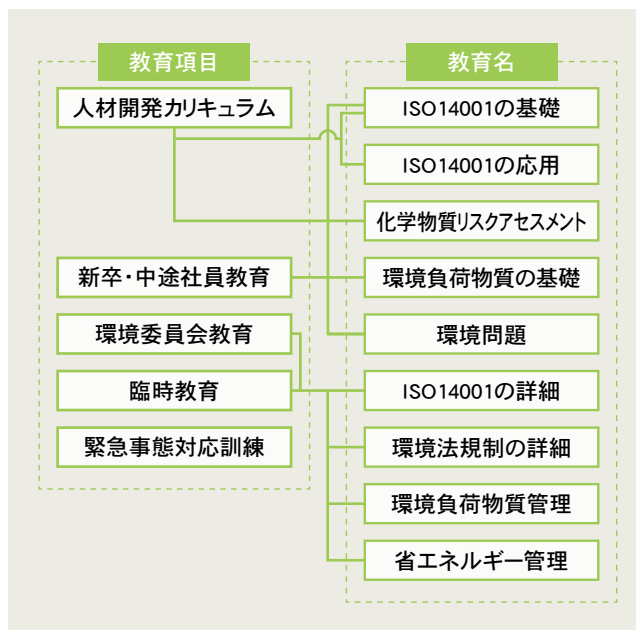 教育項目
人材開発カリキュラム
新卒・中途社員教育
環境委員会教育
臨時教育
緊急事態対応訓練
教育名
ISO14001の基礎
ISO14001の応用
化学物質リスクアセスメント
環境負荷物質の基礎
環境問題
ISO14001の詳細
環境法規制の詳細
環境負荷物質管理
省エネルギー管理